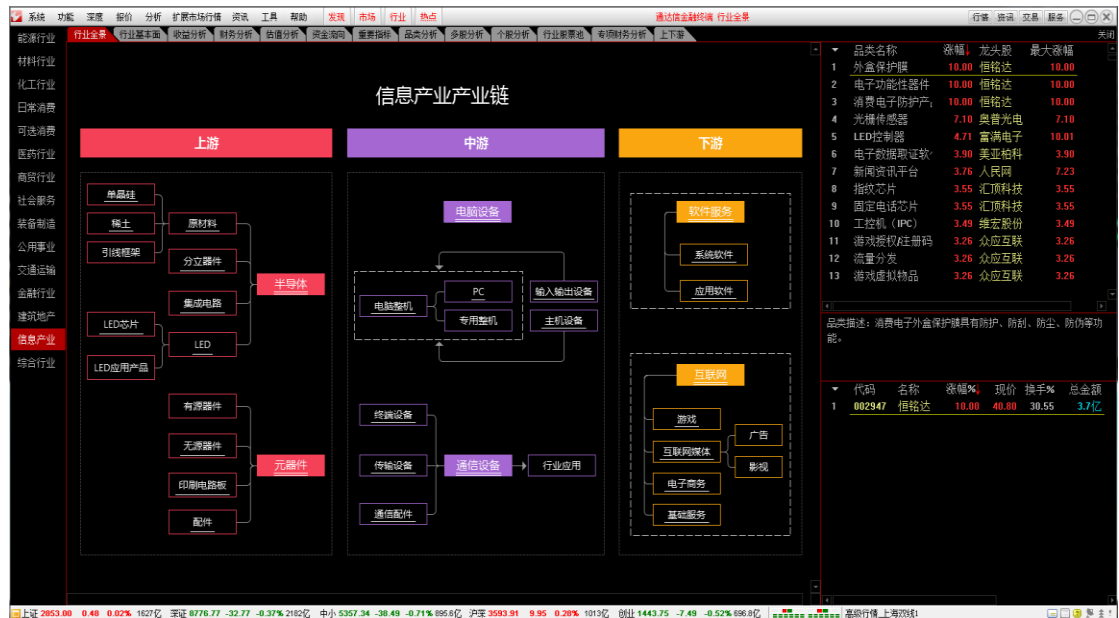 系统 功能 深度 报价 分析 扩展市场行情 资讯 工具 帮助 发现 市场 行业 热点 通达信金融终端 行业全景 行情 资讯 交易 服务
行业全景 行业基本面 收益分析 财务分析 估值分析 资金流向 重要指标 品类分析 多股分析 个股分析 行业股票池 专项财务分析 上下游 关闭
能源行业
材料行业
化工行业
日常消费
可选消费
医药行业
商贸行业
社会服务
装备制造
公用事业
交通运输
金融行业
建筑地产
信息产业
综合行业
信息产业产业链
上游
单晶硅
稀土
引线框架
原材料
分立器件
集成电路
LED芯片
LED
LED应用产品
半导体
有源器件
无源器件
印刷电路板
配件
元器件
中游
电脑设备
电脑整机
PC
专用整机
输入输出设备
主机设备
终端设备
传输设备
通信配件
通信设备
行业应用
下游
软件服务
系统软件
应用软件
互联网
游戏
互联网媒体
广告
影视
电子商务
基础服务
品类名称 涨幅↓ 龙头股 最大涨幅
1 外盒保护膜 10.00 恒铭达 10.00
2 电子功能性器件 10.00 恒铭达 10.00
3 消费电子防护产 10.00 恒铭达 10.00
4 光栅传感器 7.10 奥普光电 7.10
5 LED控制器 4.71 富满电子 10.01
6 电子数据取证软 3.90 美亚柏科 3.90
7 新闻资讯平台 3.76 人民网 7.23
8 指纹芯片 3.55 汇顶科技 3.55
9 固定电话芯片 3.55 汇顶科技 3.55
10 工控机（IPC） 3.49 维宏股份 3.49
11 游戏授权/注册码 3.26 众应互联 3.26
12 流量分发 3.26 众应互联 3.26
13 游戏虚拟物品 3.26 众应互联 3.26
品类描述：消费电子外盒保护膜具有防护、防刮、防尘、防伪等功
能。
代码 名称 涨幅%↓ 现价 换手% 总金额
1 002947 恒铭达 10.00 40.80 30.55 3.7亿
上证 2853.00 0.48 0.02% 1627亿 深证 8776.77 -32.77 -0.37% 2182亿 中小 5357.34 -38.49 -0.71% 895.6亿 沪深 3593.91 9.95 0.28% 1013亿 创业 1443.75 -7.49 -0.52% 696.8亿 高级行情_上海双线1